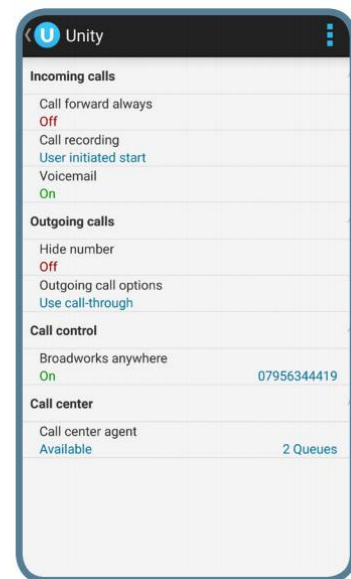 Unity
Incoming calls
Call forward always
Off
Call recording
User initiated start
Voicemail
On
Outgoing calls
Hide number
Off
Outgoing call options
Use call-through
Call control
Broadworks anywhere
On 07956344419
Call center
Call center agent
Available 2 Queues